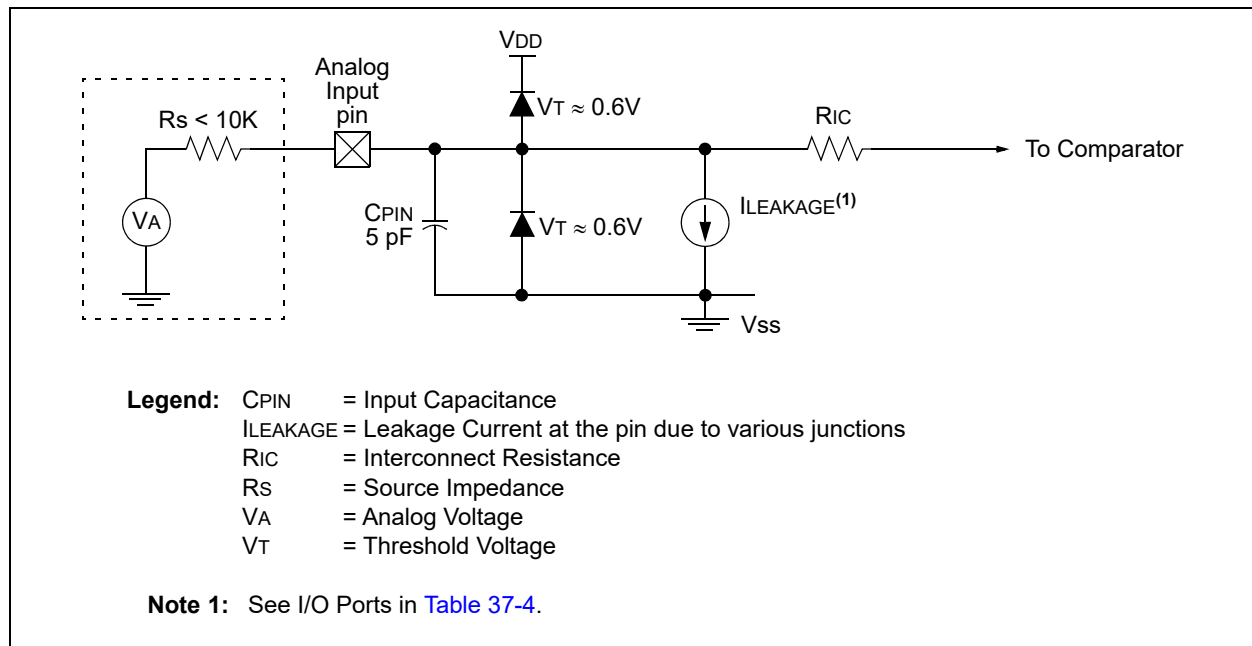 VDD
Analog
Input
pin
Rs < 10K
VT ≈ 0.6V
RIC
To Comparator
VA
CPIN
5 pF
VT ≈ 0.6V
ILEAKAGE(1)
Vss
Legend: CPIN = Input Capacitance
ILEAKAGE = Leakage Current at the pin due to various junctions
RIC = Interconnect Resistance
RS = Source Impedance
VA = Analog Voltage
VT = Threshold Voltage
Note 1: See I/O Ports in Table 37-4.